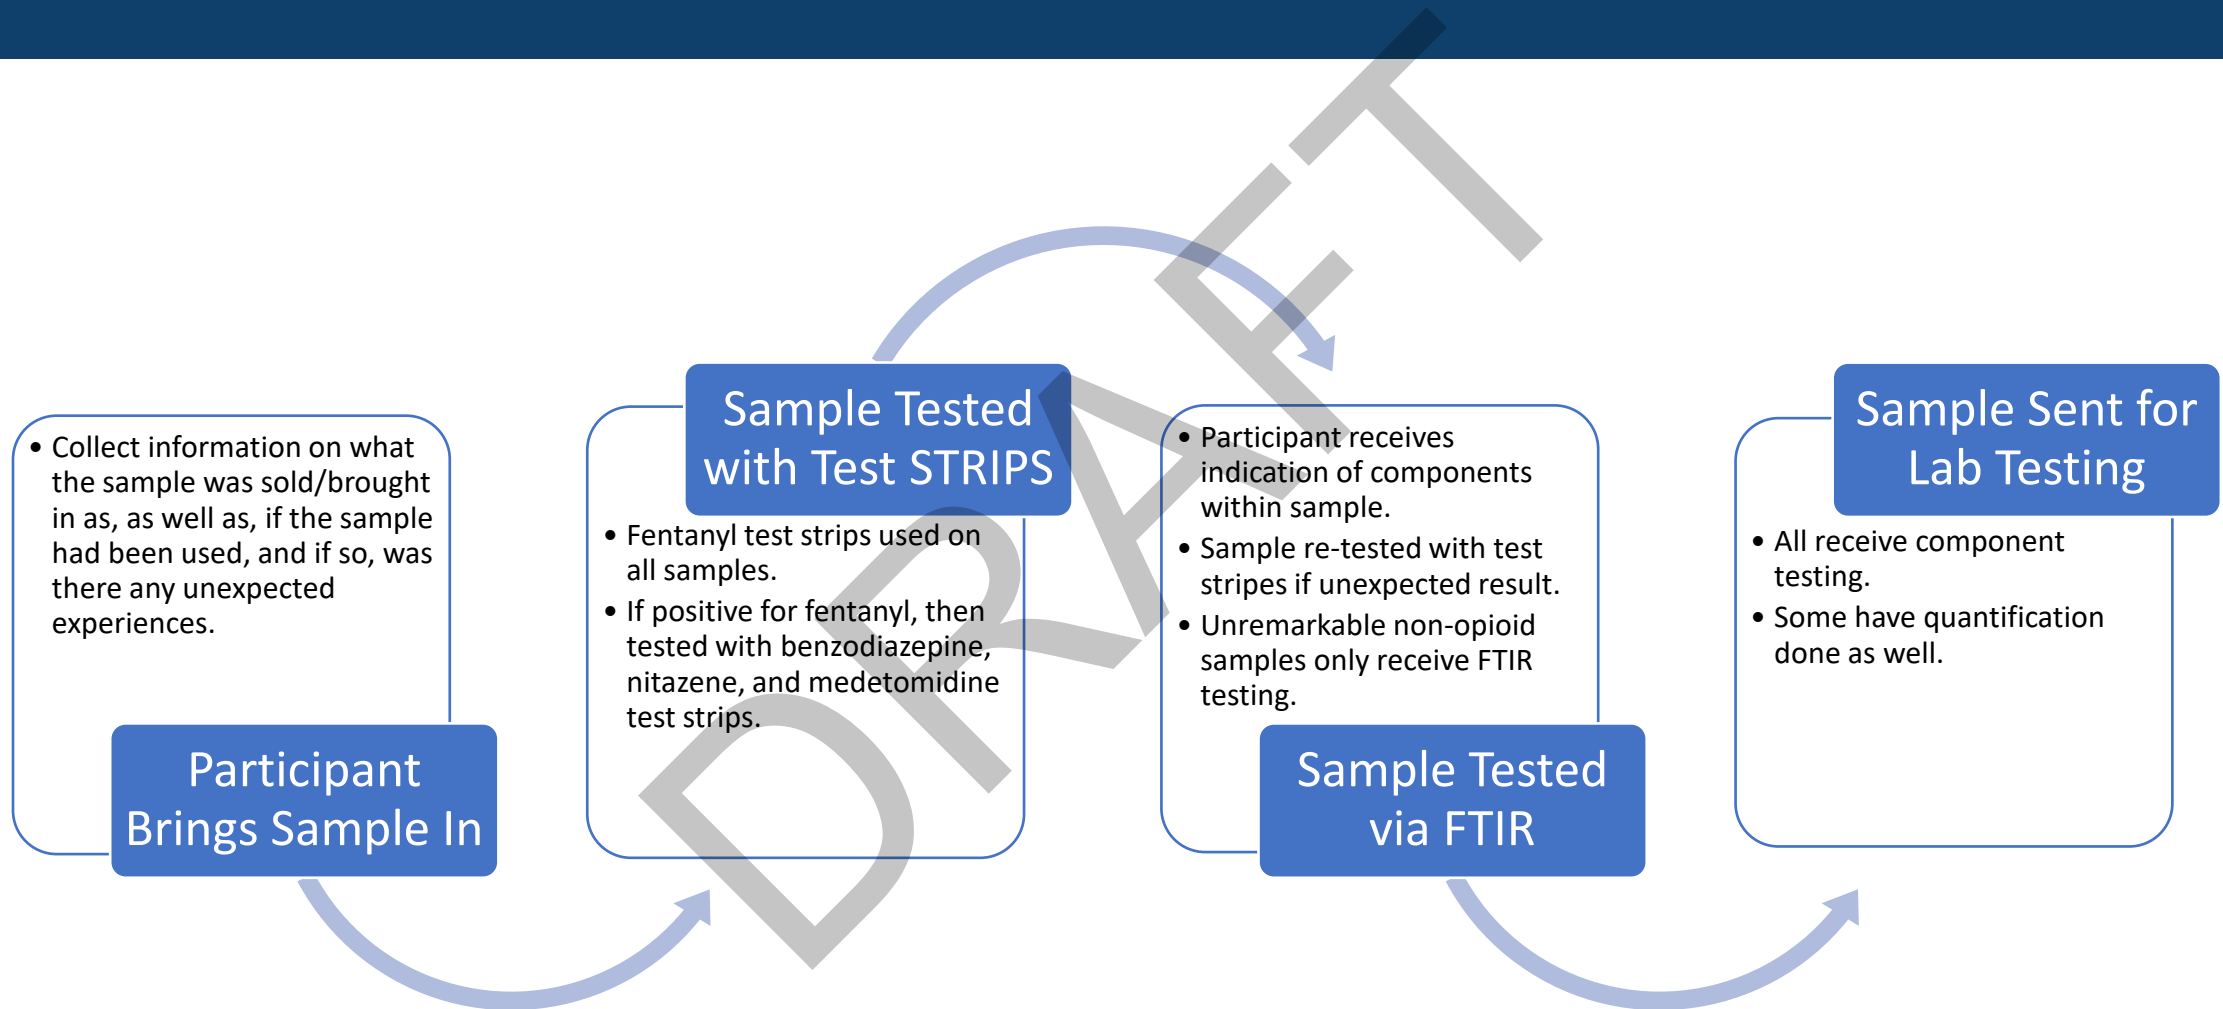 • Collect information on what
the sample was sold/brought
in as, as well as, if the sample
had been used, and if so, was
there any unexpected
experiences.
Participant
Brings Sample In
Sample Tested
with Test STRIPS
• Fentanyl test strips used on
all samples.
• If positive for fentanyl, then
tested with benzodiazepine,
nitazene, and medetomidine
test strips.
• Participant receives
indication of components
within sample.
• Sample re-tested with test
stripes if unexpected result.
• Unremarkable non-opioid
samples only receive FTIR
testing.
Sample Tested
via FTIR
Sample Sent for
Lab Testing
• All receive component
testing.
• Some have quantification
done as well.
DRAFT